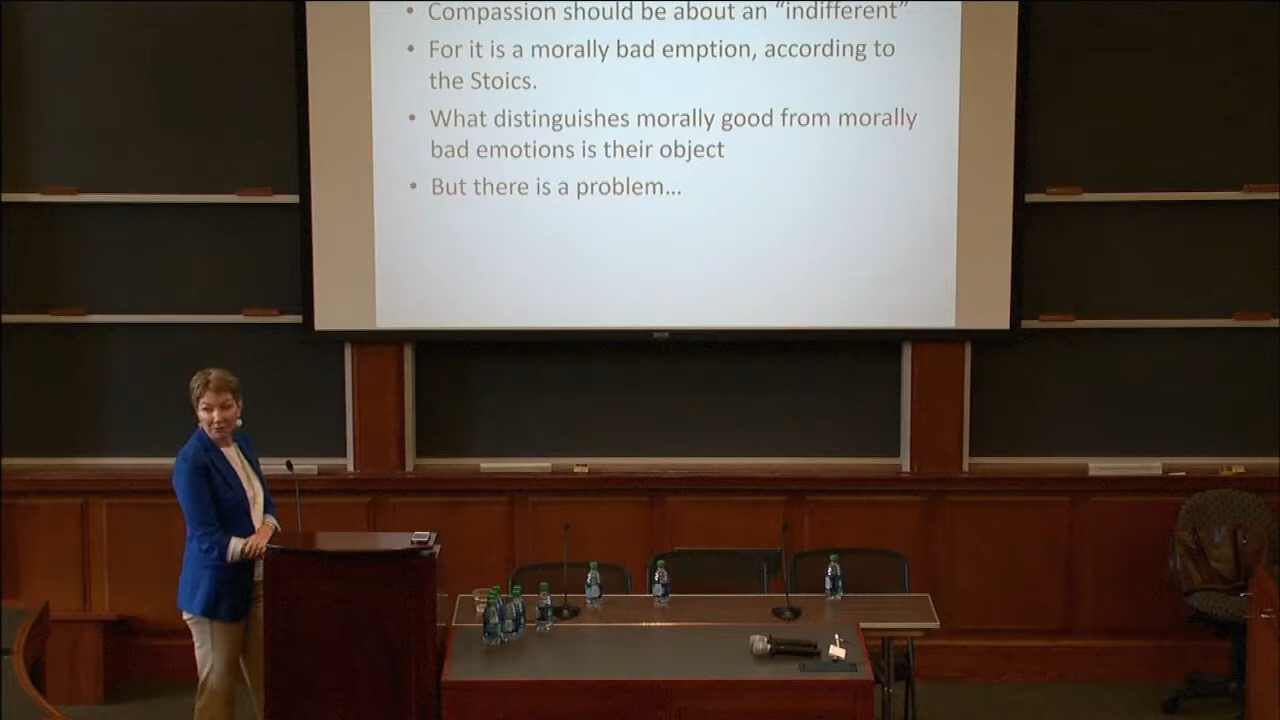 • Compassion should be about an "indifferent"
• For it is a morally bad emption, according to
the Stoics.
• What distinguishes morally good from morally
bad emotions is their object
• But there is a problem...